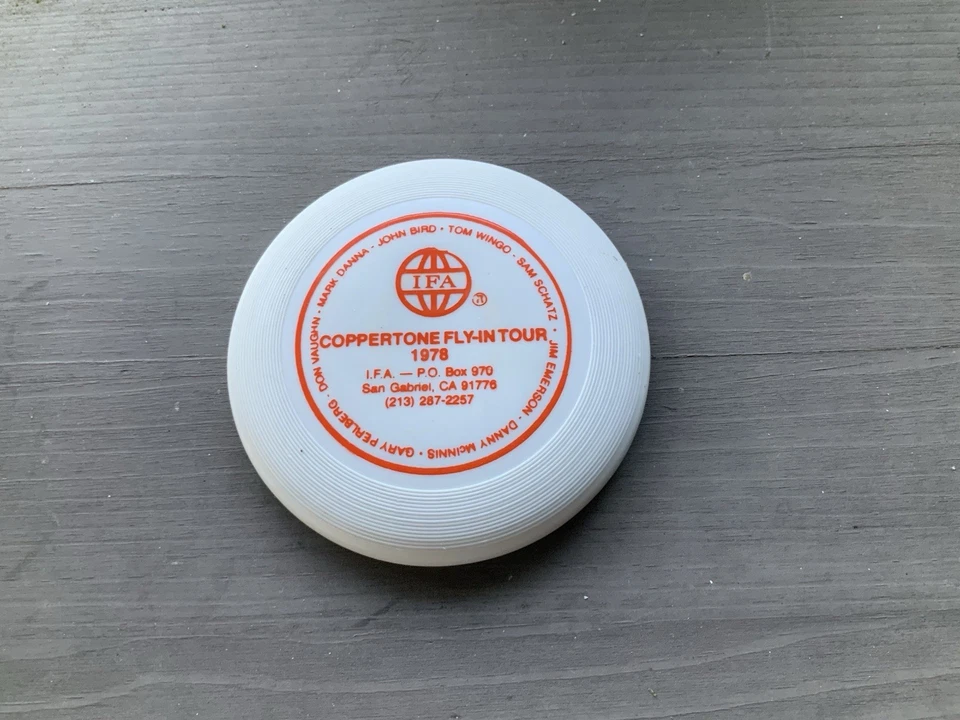 DON VAUGHN · MARK DANNA · JOHN BIRD · TOM WINGO · SAM SCHATZ · JIM EMERSON · DANNY McINNIS · GARY PERLBERG ·
IFA
®
COPPERTONE FLY-IN TOUR
1978
I.F.A. — P.O. Box 970
San Gabriel, CA 91776
(213) 287-2257